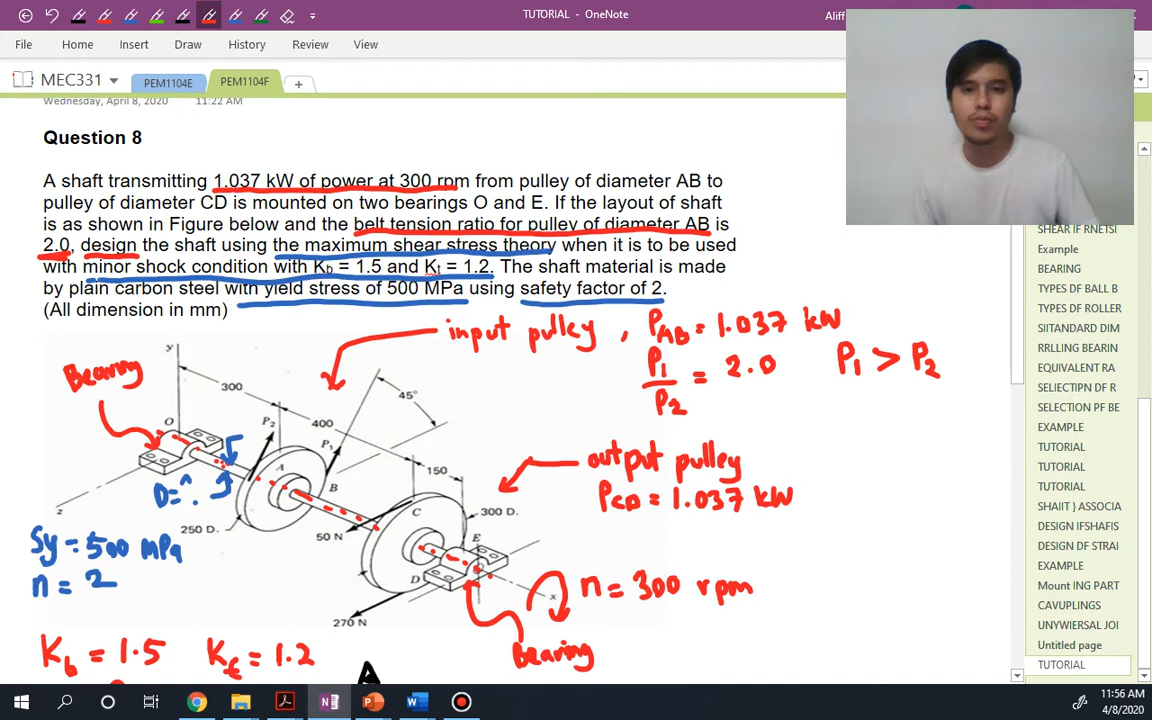 TUTORIAL - OneNote
Aliff
File Home Insert Draw History Review View
MEC331 PEM1104E PEM1104F +
Wednesday, April 8, 2020 11:22 AM
Question 8
A shaft transmitting 1.037 kW of power at 300 rpm from pulley of diameter AB to
pulley of diameter CD is mounted on two bearings O and E. If the layout of shaft
is as shown in Figure below and the belt tension ratio for pulley of diameter AB is
2.0, design the shaft using the maximum shear stress theory when it is to be used
with minor shock condition with Kb = 1.5 and Kt = 1.2. The shaft material is made
by plain carbon steel with yield stress of 500 MPa using safety factor of 2.
(All dimension in mm)
input pulley , PAB = 1.037 kW
P1
P2
= 2.0 P1 > P2
Bearing
y
300
45°
O
P2
400
P1
A
150
output pulley
PCD = 1.037 kW
D = ?
B
C
300 D.
z
250 D.
50 N
E
Sy = 500 MPa
n = 2
D
x
n = 300 rpm
270 N
Bearing
Kb = 1.5 Kt = 1.2
SHEAR IF RNETSI
Example
BEARING
TYPES DF BALL B
TYPES DF ROLLER
SIITANDARD DIM
RRLLING BEARIN
EQUIVALENT RA
SELIECTIPN DF R
SELECTION PF BE
EXAMPLE
TUTORIAL
TUTORIAL
TUTORIAL
SHAIIT } ASSOCIA
DESIGN IFSHAFIS
DESIGN DF STRAI
EXAMPLE
Mount ING PART
CAVUPLINGS
UNYWIERSAL JOI
Untitled page
TUTORIAL
11:56 AM
4/8/2020